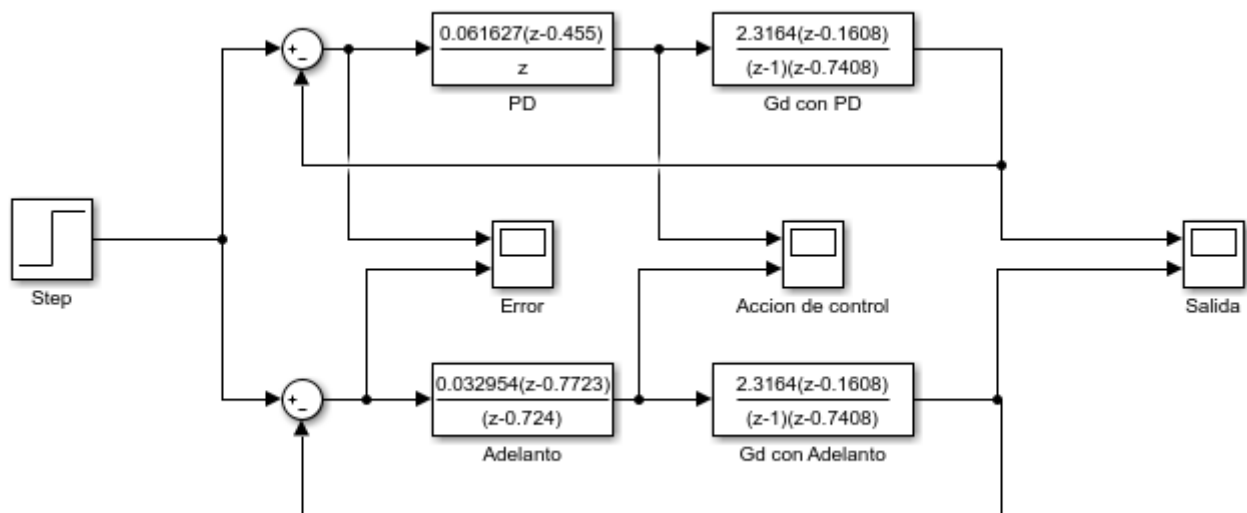 +
−
0.061627(z-0.455)
z
PD
2.3164(z-0.1608)
(z-1)(z-0.7408)
Gd con PD
Step
Error
Accion de control
Salida
+
−
0.032954(z-0.7723)
(z-0.724)
Adelanto
2.3164(z-0.1608)
(z-1)(z-0.7408)
Gd con Adelanto